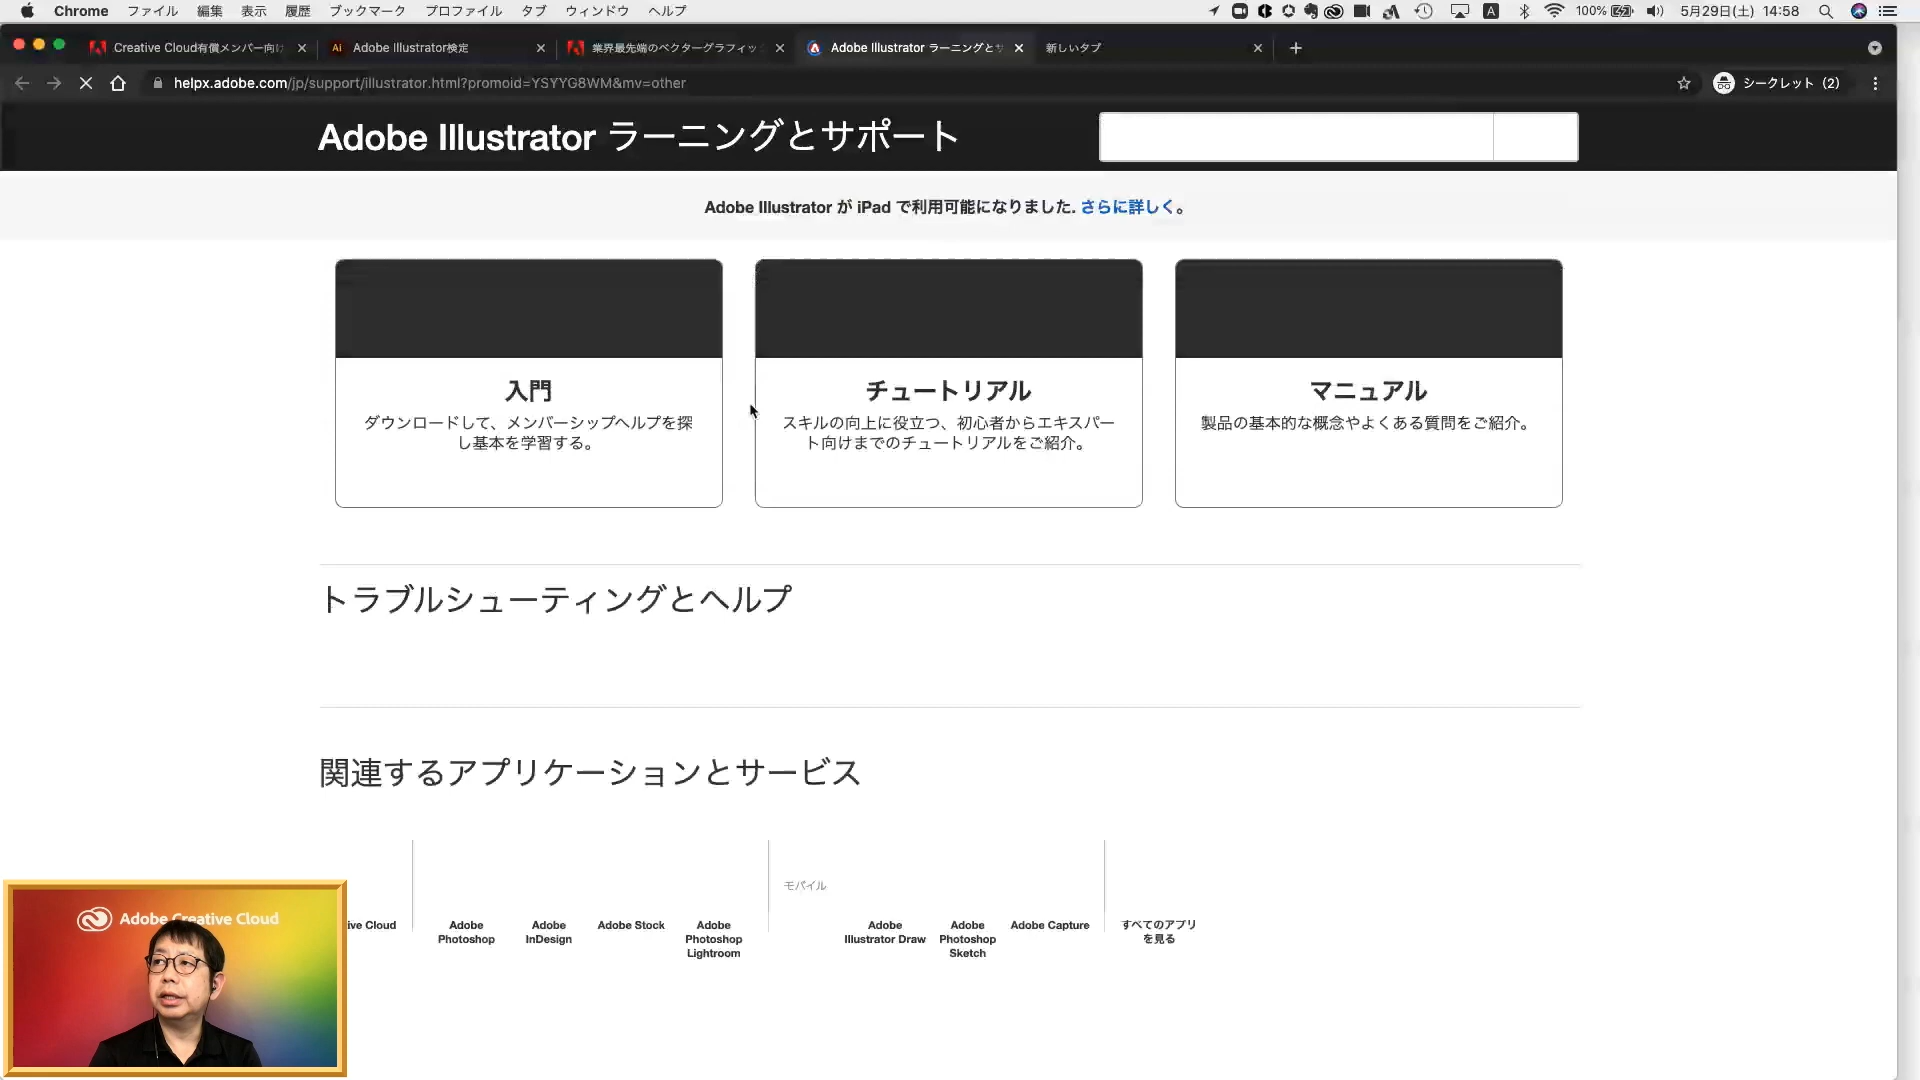 Chrome ファイル 編集 表示 履歴 ブックマーク プロファイル タブ ウィンドウ ヘルプ 100% 5月29日(土) 14:58
Creative Cloud有償メンバー向け Adobe Illustrator検定 業界最先端のベクターグラフィック Adobe Illustrator ラーニングとサ 新しいタブ
helpx.adobe.com/jp/support/illustrator.html?promoid=YSYYG8WM&mv=other シークレット (2)
Adobe Illustrator ラーニングとサポート
Adobe Illustrator が iPad で利用可能になりました. さらに詳しく。
入門
ダウンロードして、メンバーシップヘルプを探
し基本を学習する。
チュートリアル
スキルの向上に役立つ、初心者からエキスパー
ト向けまでのチュートリアルをご紹介。
マニュアル
製品の基本的な概念やよくある質問をご紹介。
トラブルシューティングとヘルプ
関連するアプリケーションとサービス
モバイル
ive Cloud
Adobe
Photoshop
Adobe
InDesign
Adobe Stock
Adobe
Photoshop
Lightroom
Adobe
Illustrator Draw
Adobe
Photoshop
Sketch
Adobe Capture
すべてのアプリ
を見る
Adobe Creative Cloud